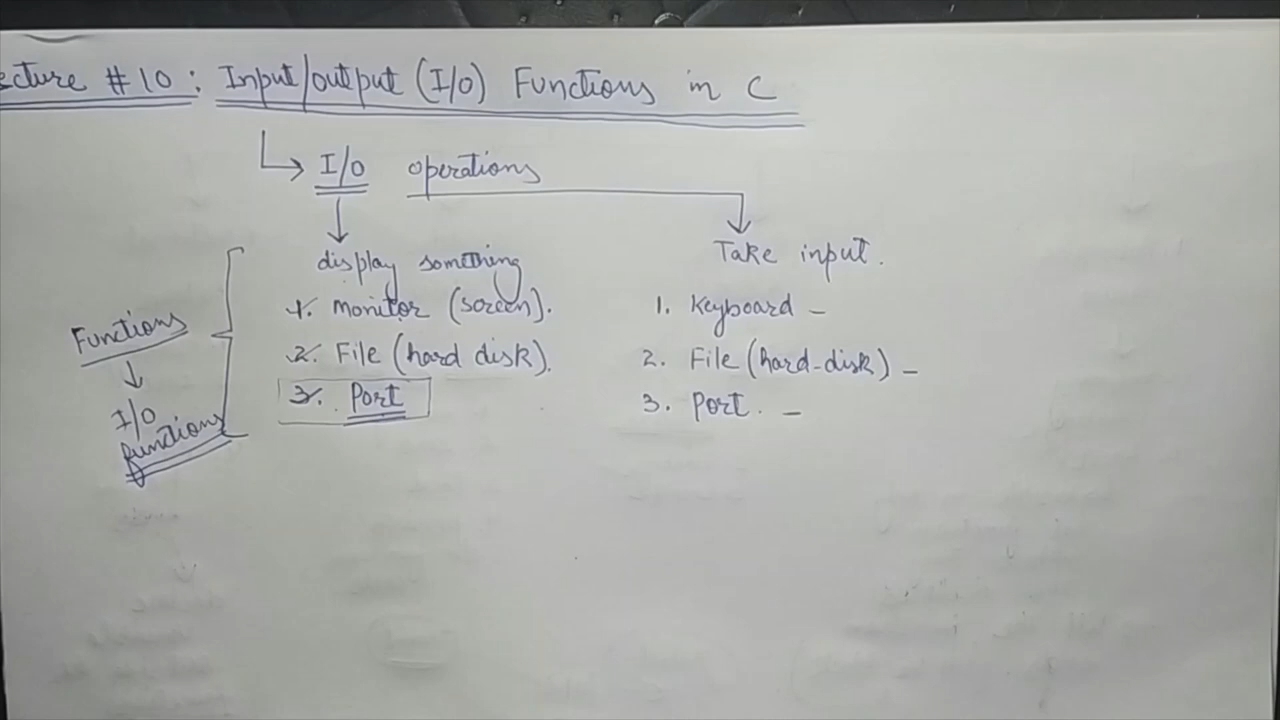 ecture #10: Input/output (I/O) Functions in C
I/O operations
display something
1. Monitor (screen).
2. File (hard disk).
3. Port
Take input.
1. Keyboard -
2. File (hard-disk) -
3. Port. -
Functions
I/O
functions